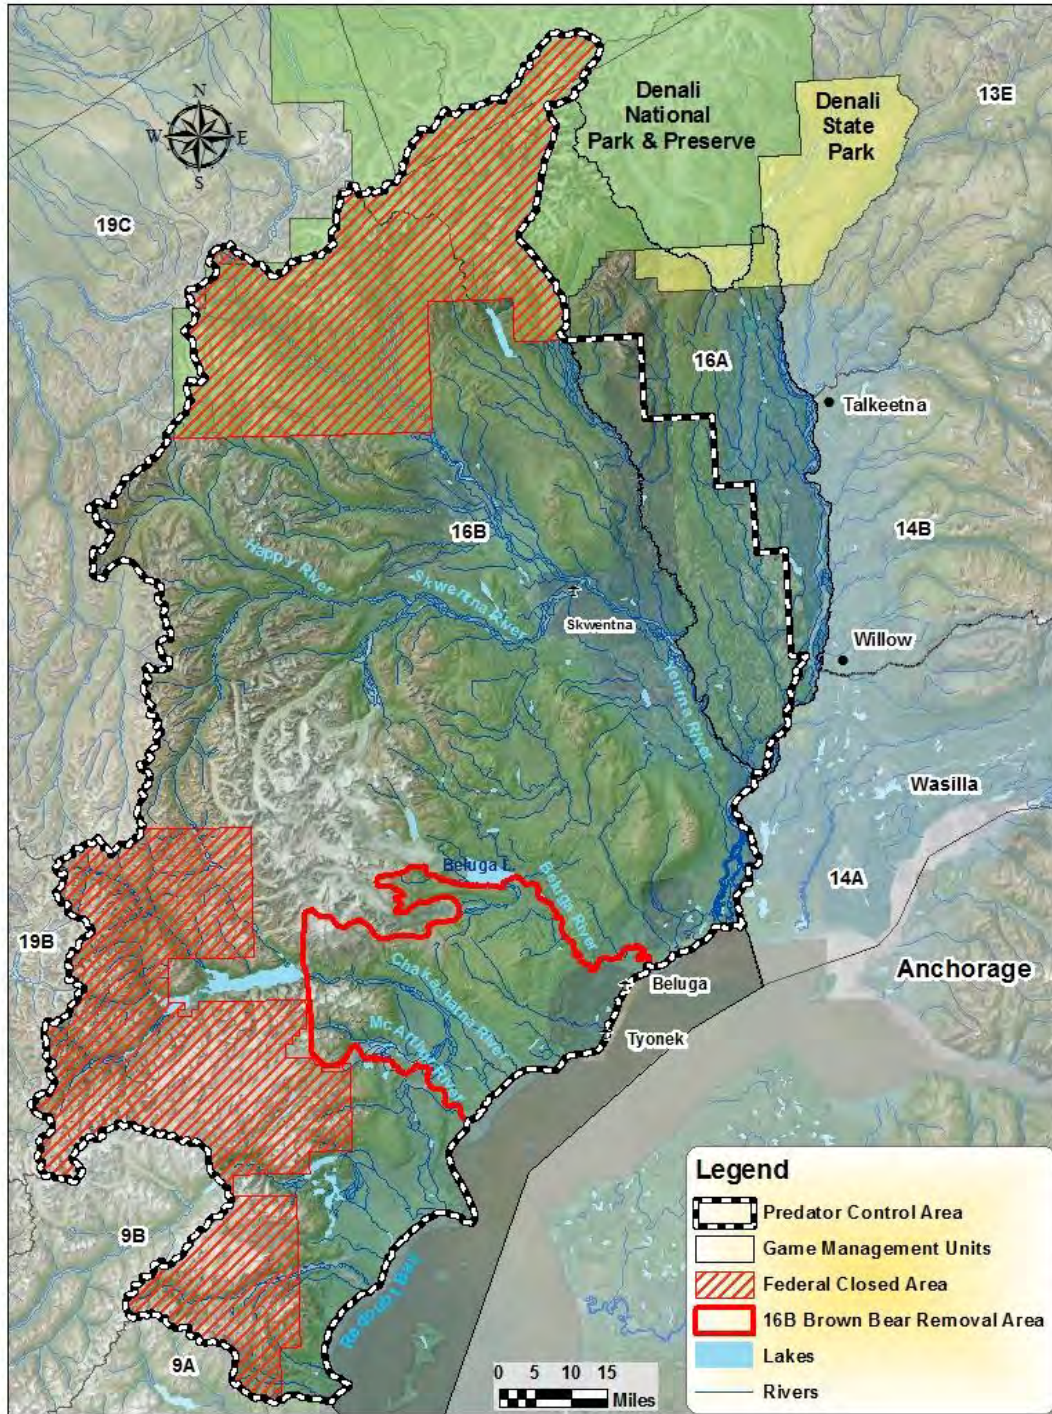 Denali
National
Park & Preserve
Denali
State
Park
13E
N
W E
S
19C
16A
Talkeetna
16B
14B
Happy River
Skwentna River
Skwentna
Willow
Yentna River
Wasilla
Beluga L.
Beluga River
14A
19B
Chakachatna River
Anchorage
Beluga
McArthur River
Tyonek
Legend
Predator Control Area
Game Management Units
Federal Closed Area
16B Brown Bear Removal Area
Lakes
Rivers
9B
Redoubt Bay
9A
0 5 10 15
Miles